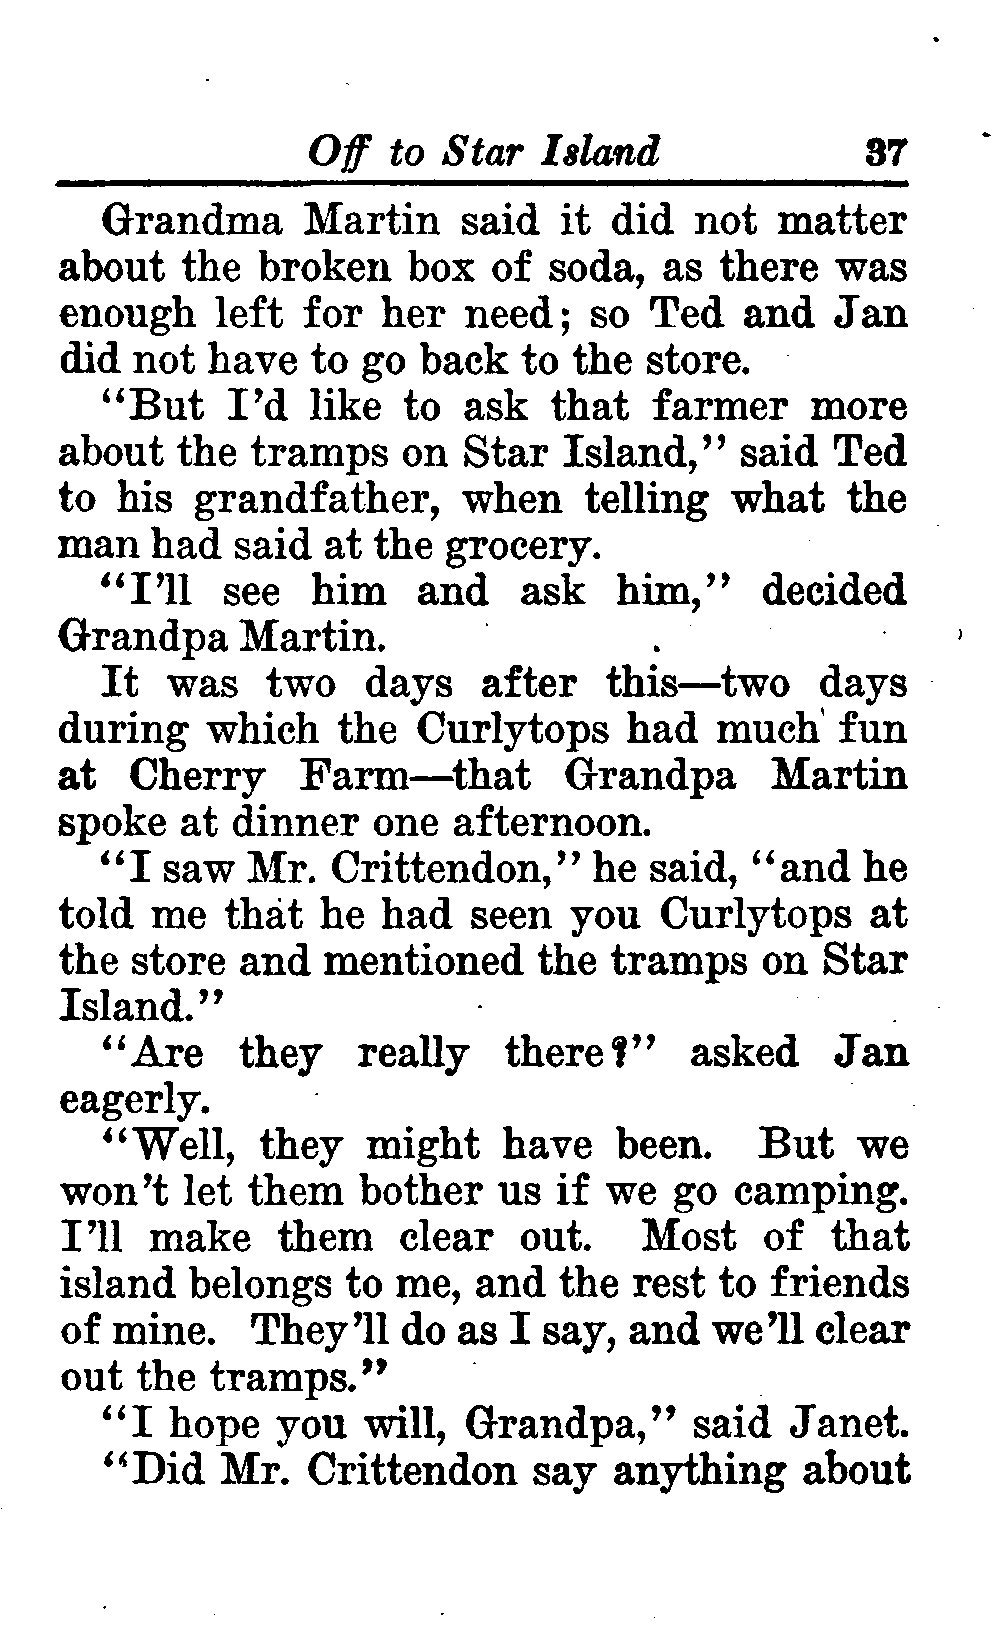 Off to Star Island 37
Grandma Martin said it did not matter
about the broken box of soda, as there was
enough left for her need; so Ted and Jan
did not have to go back to the store.
“But I’d like to ask that farmer more
about the tramps on Star Island,” said Ted
to his grandfather, when telling what the
man had said at the grocery.
“I’ll see him and ask him,” decided
Grandpa Martin.
It was two days after this—two days
during which the Curlytops had much fun
at Cherry Farm—that Grandpa Martin
spoke at dinner one afternoon.
“I saw Mr. Crittendon,” he said, “and he
told me that he had seen you Curlytops at
the store and mentioned the tramps on Star
Island.”
“Are they really there?” asked Jan
eagerly.
“Well, they might have been. But we
won’t let them bother us if we go camping.
I’ll make them clear out. Most of that
island belongs to me, and the rest to friends
of mine. They’ll do as I say, and we’ll clear
out the tramps.”
“I hope you will, Grandpa,” said Janet.
“Did Mr. Crittendon say anything about